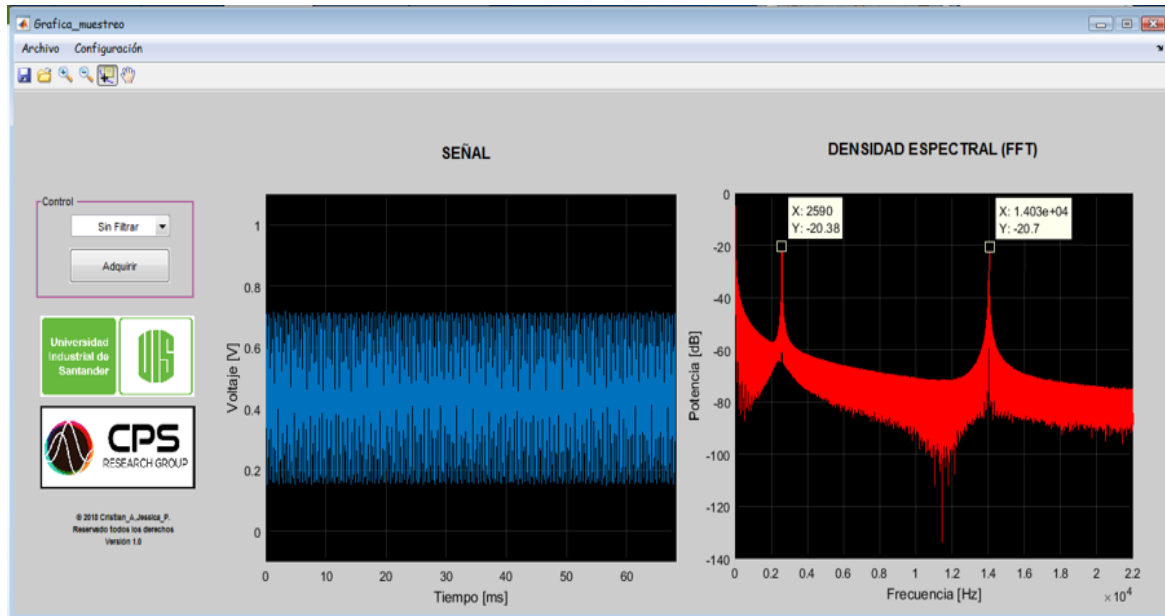 Grafica_muestreo
Archivo Configuración
SEÑAL
DENSIDAD ESPECTRAL (FFT)
Control
Sin Filtrar
Adquirir
Universidad
Industrial de
Santander
UIS
CPS
RESEARCH GROUP
© 2018 Cristian_A,Jessica_P.
Reservado todos los derechos
Versión 1.0
Voltaje [V]
1
0.8
0.6
0.4
0.2
0
0 10 20 30 40 50 60
Tiempo [ms]
X: 2590
Y: -20.38
X: 1.403e+04
Y: -20.7
Potencia [dB]
0
-20
-40
-60
-80
-100
-120
-140
0 0.2 0.4 0.6 0.8 1 1.2 1.4 1.6 1.8 2 2.2
× 10⁴
Frecuencia [Hz]